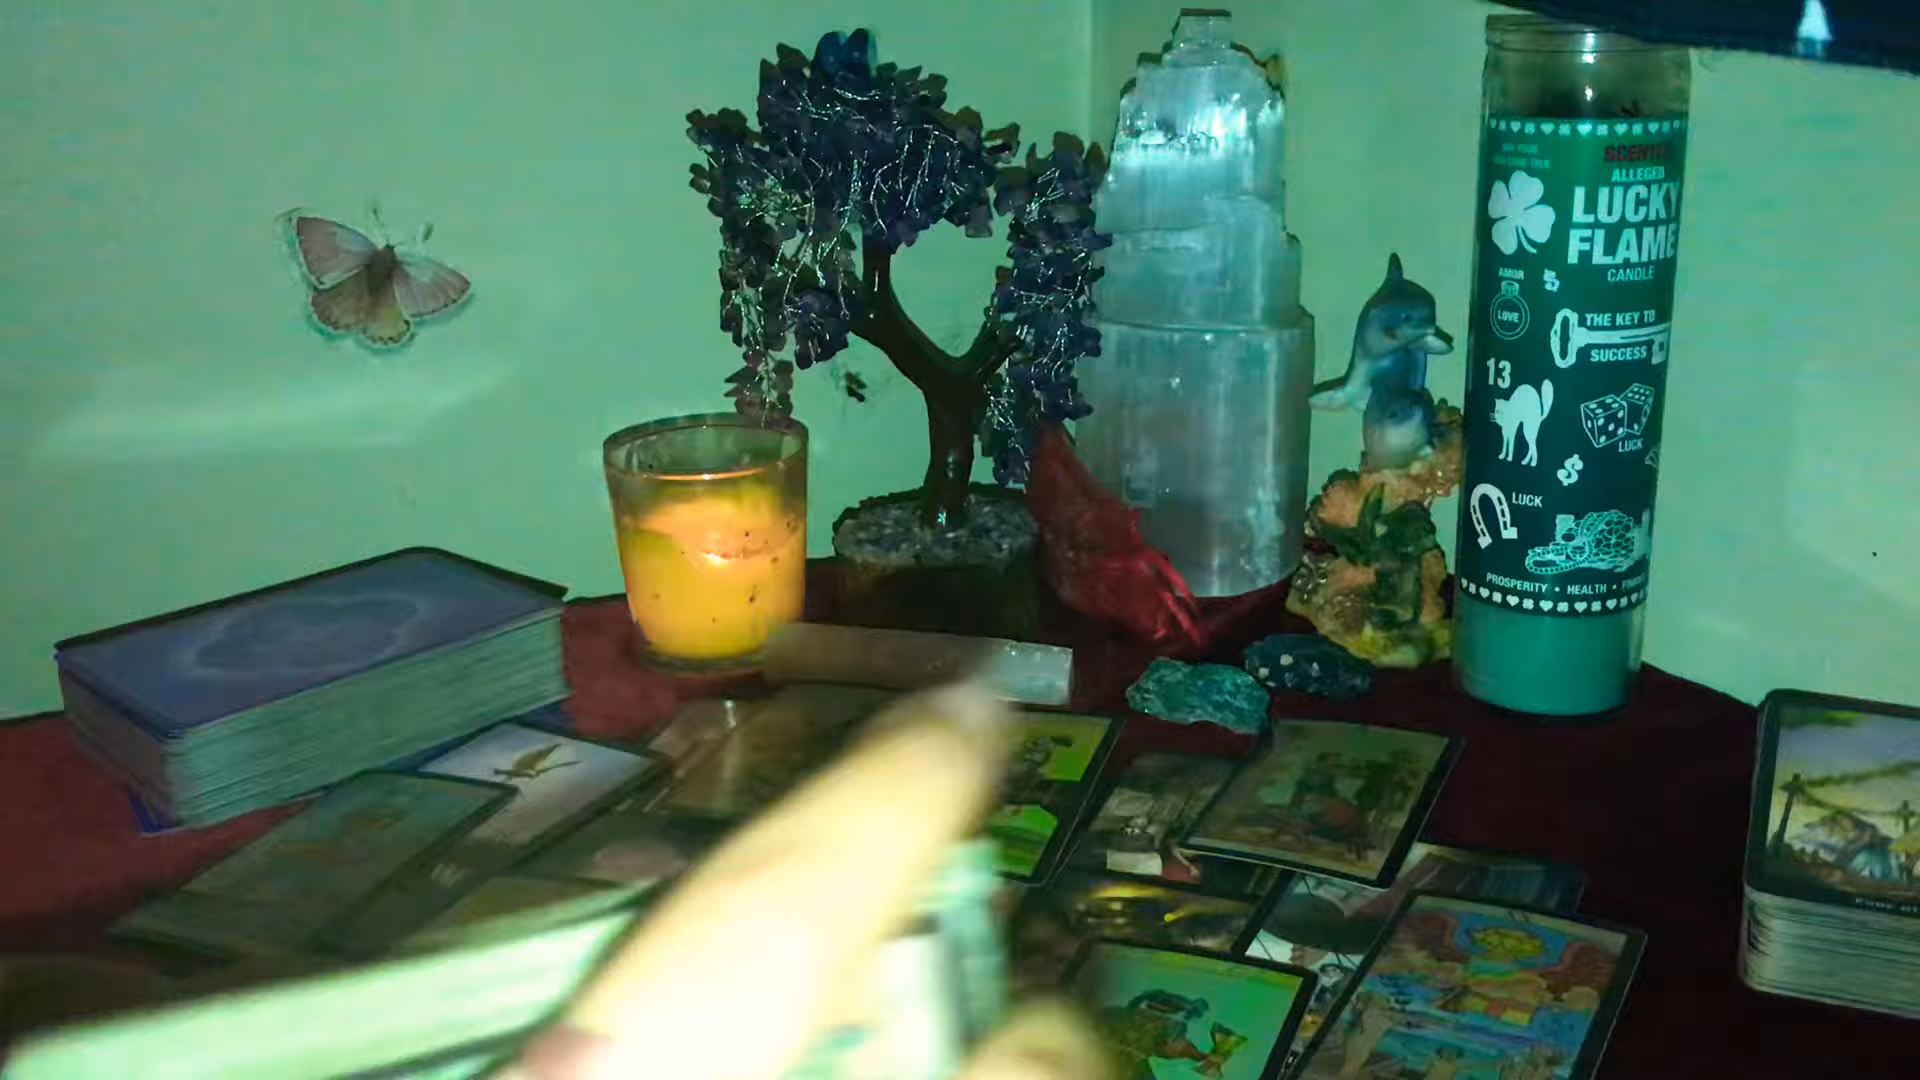 SCENTED
ALLEGED
LUCKY
FLAME
CANDLE
AMOR
LOVE
THE KEY TO
SUCCESS
13
LUCK
$
LUCK
PROSPERITY • HEALTH •